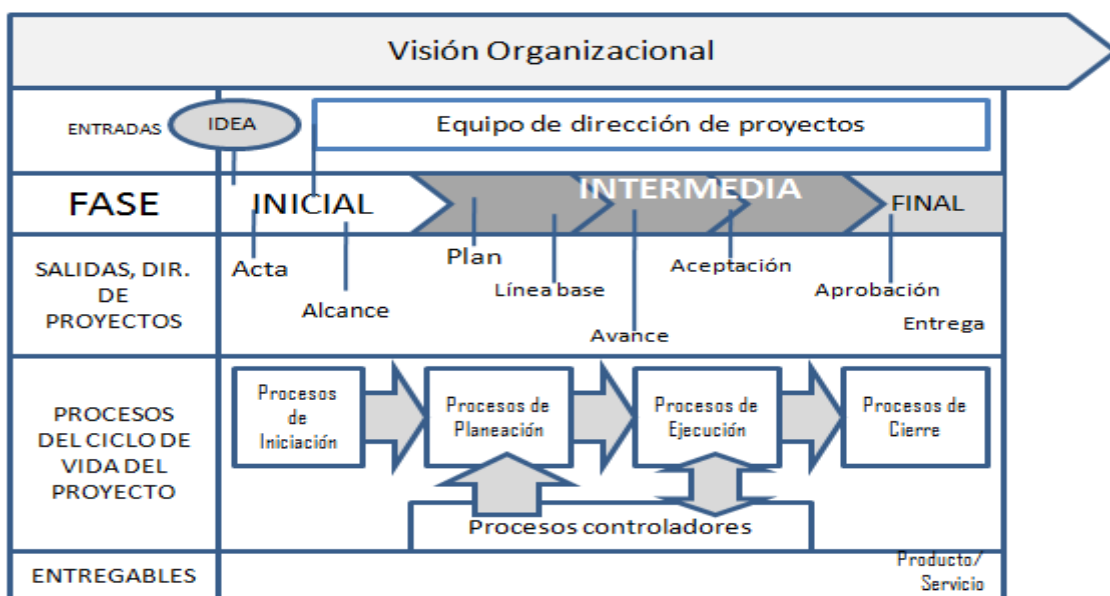 Visión Organizacional
ENTRADAS
IDEA
Equipo de dirección de proyectos
FASE
INICIAL
INTERMEDIA
FINAL
SALIDAS, DIR.
DE
PROYECTOS
Acta
Alcance
Plan
Línea base
Avance
Aceptación
Aprobación
Entrega
PROCESOS
DEL CICLO DE
VIDA DEL
PROYECTO
Procesos
de
Iniciación
Procesos de
Planeación
Procesos de
Ejecución
Procesos de
Cierre
Procesos controladores
ENTREGABLES
Producto/
Servicio